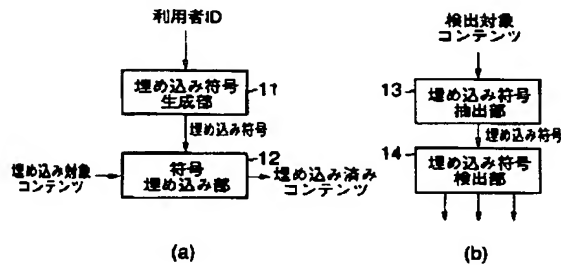 利用者ID
埋め込み符号
生成部
11
埋め込み符号
埋め込み対象
コンテンツ
符号
埋め込み部
12
埋め込み済み
コンテンツ
(a)
検出対象
コンテンツ
13
埋め込み符号
抽出部
埋め込み符号
14
埋め込み符号
検出部
(b)